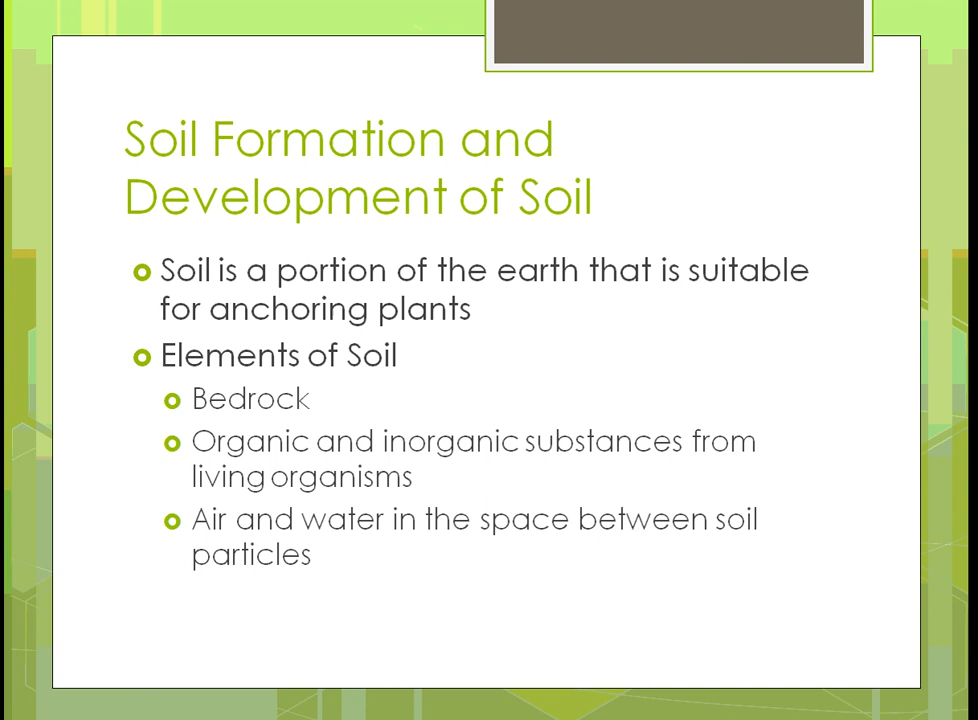 Soil Formation and
Development of Soil
Soil is a portion of the earth that is suitable
for anchoring plants
Elements of Soil
Bedrock
Organic and inorganic substances from
living organisms
Air and water in the space between soil
particles